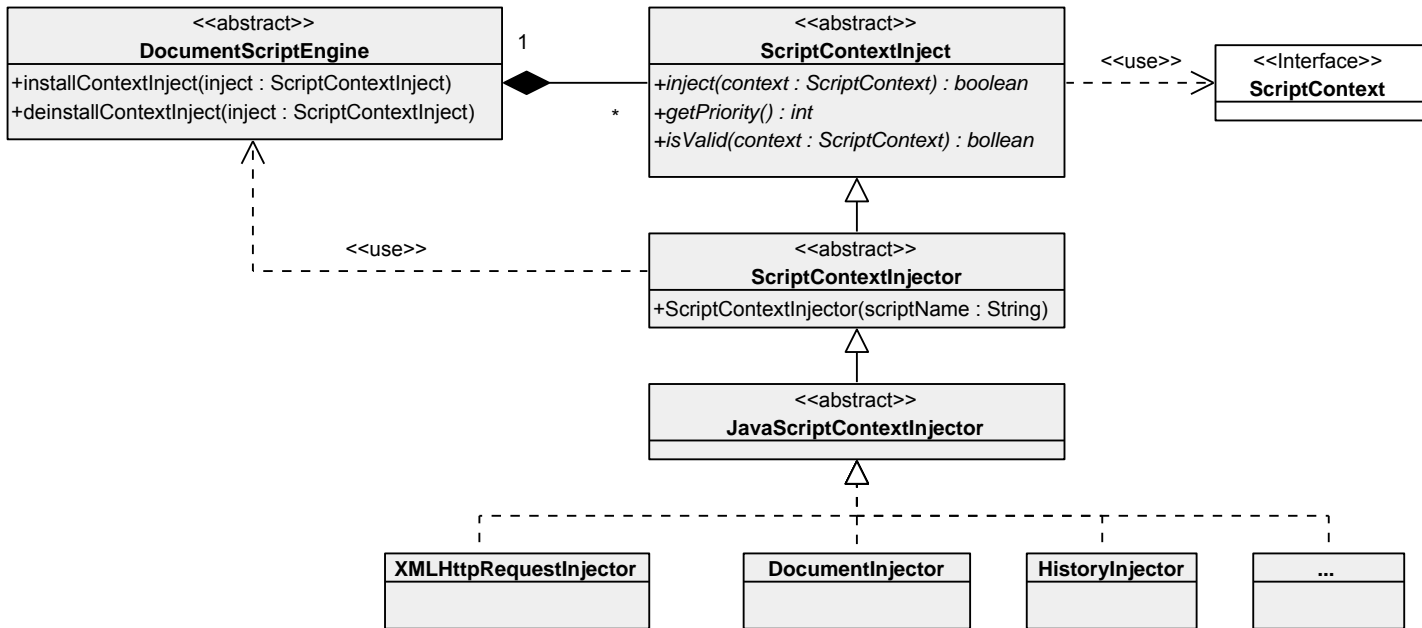 <<abstract>>
DocumentScriptEngine
+installContextInject(inject : ScriptContextInject)
+deinstallContextInject(inject : ScriptContextInject)
1
*
<<abstract>>
ScriptContextInject
+inject(context : ScriptContext) : boolean
+getPriority() : int
+isValid(context : ScriptContext) : bollean
<<use>>
<<Interface>>
ScriptContext
<<use>>
<<abstract>>
ScriptContextInjector
+ScriptContextInjector(scriptName : String)
<<abstract>>
JavaScriptContextInjector
XMLHttpRequestInjector
DocumentInjector
HistoryInjector
...